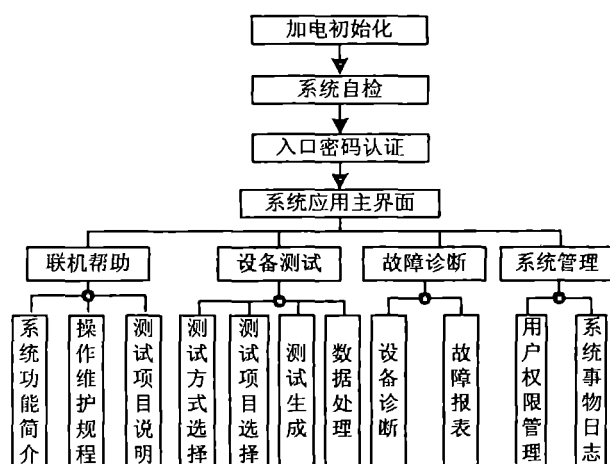 加电初始化
系统自检
入口密码认证
系统应用主界面
联机帮助
设备测试
故障诊断
系统管理
系统功能简介
操作维护规程
测试项目说明
测试方式选择
测试项目选择
测试生成
数据处理
设备诊断
故障报表
用户权限管理
系统事物日志